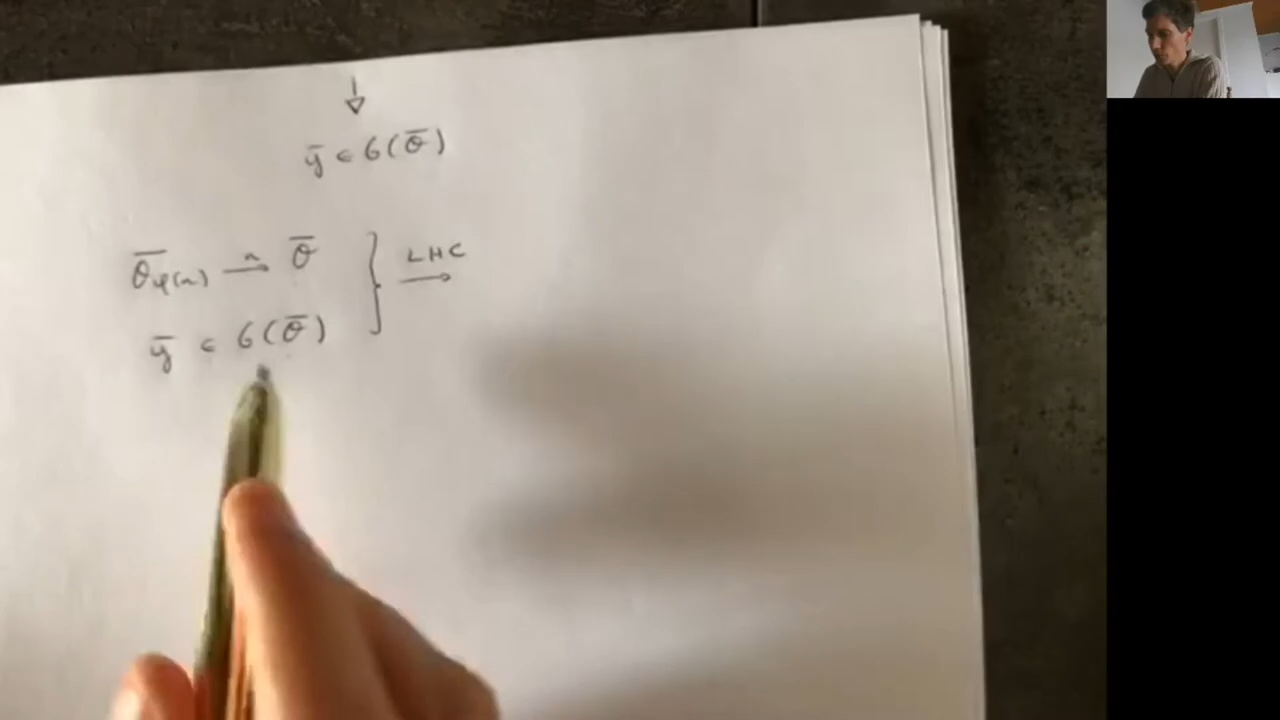 ↓
ȳ ∈ G(θ̄)
θ̄φ(n) →ⁿ θ̄ } LHC →
ȳ ∈ G(θ̄)